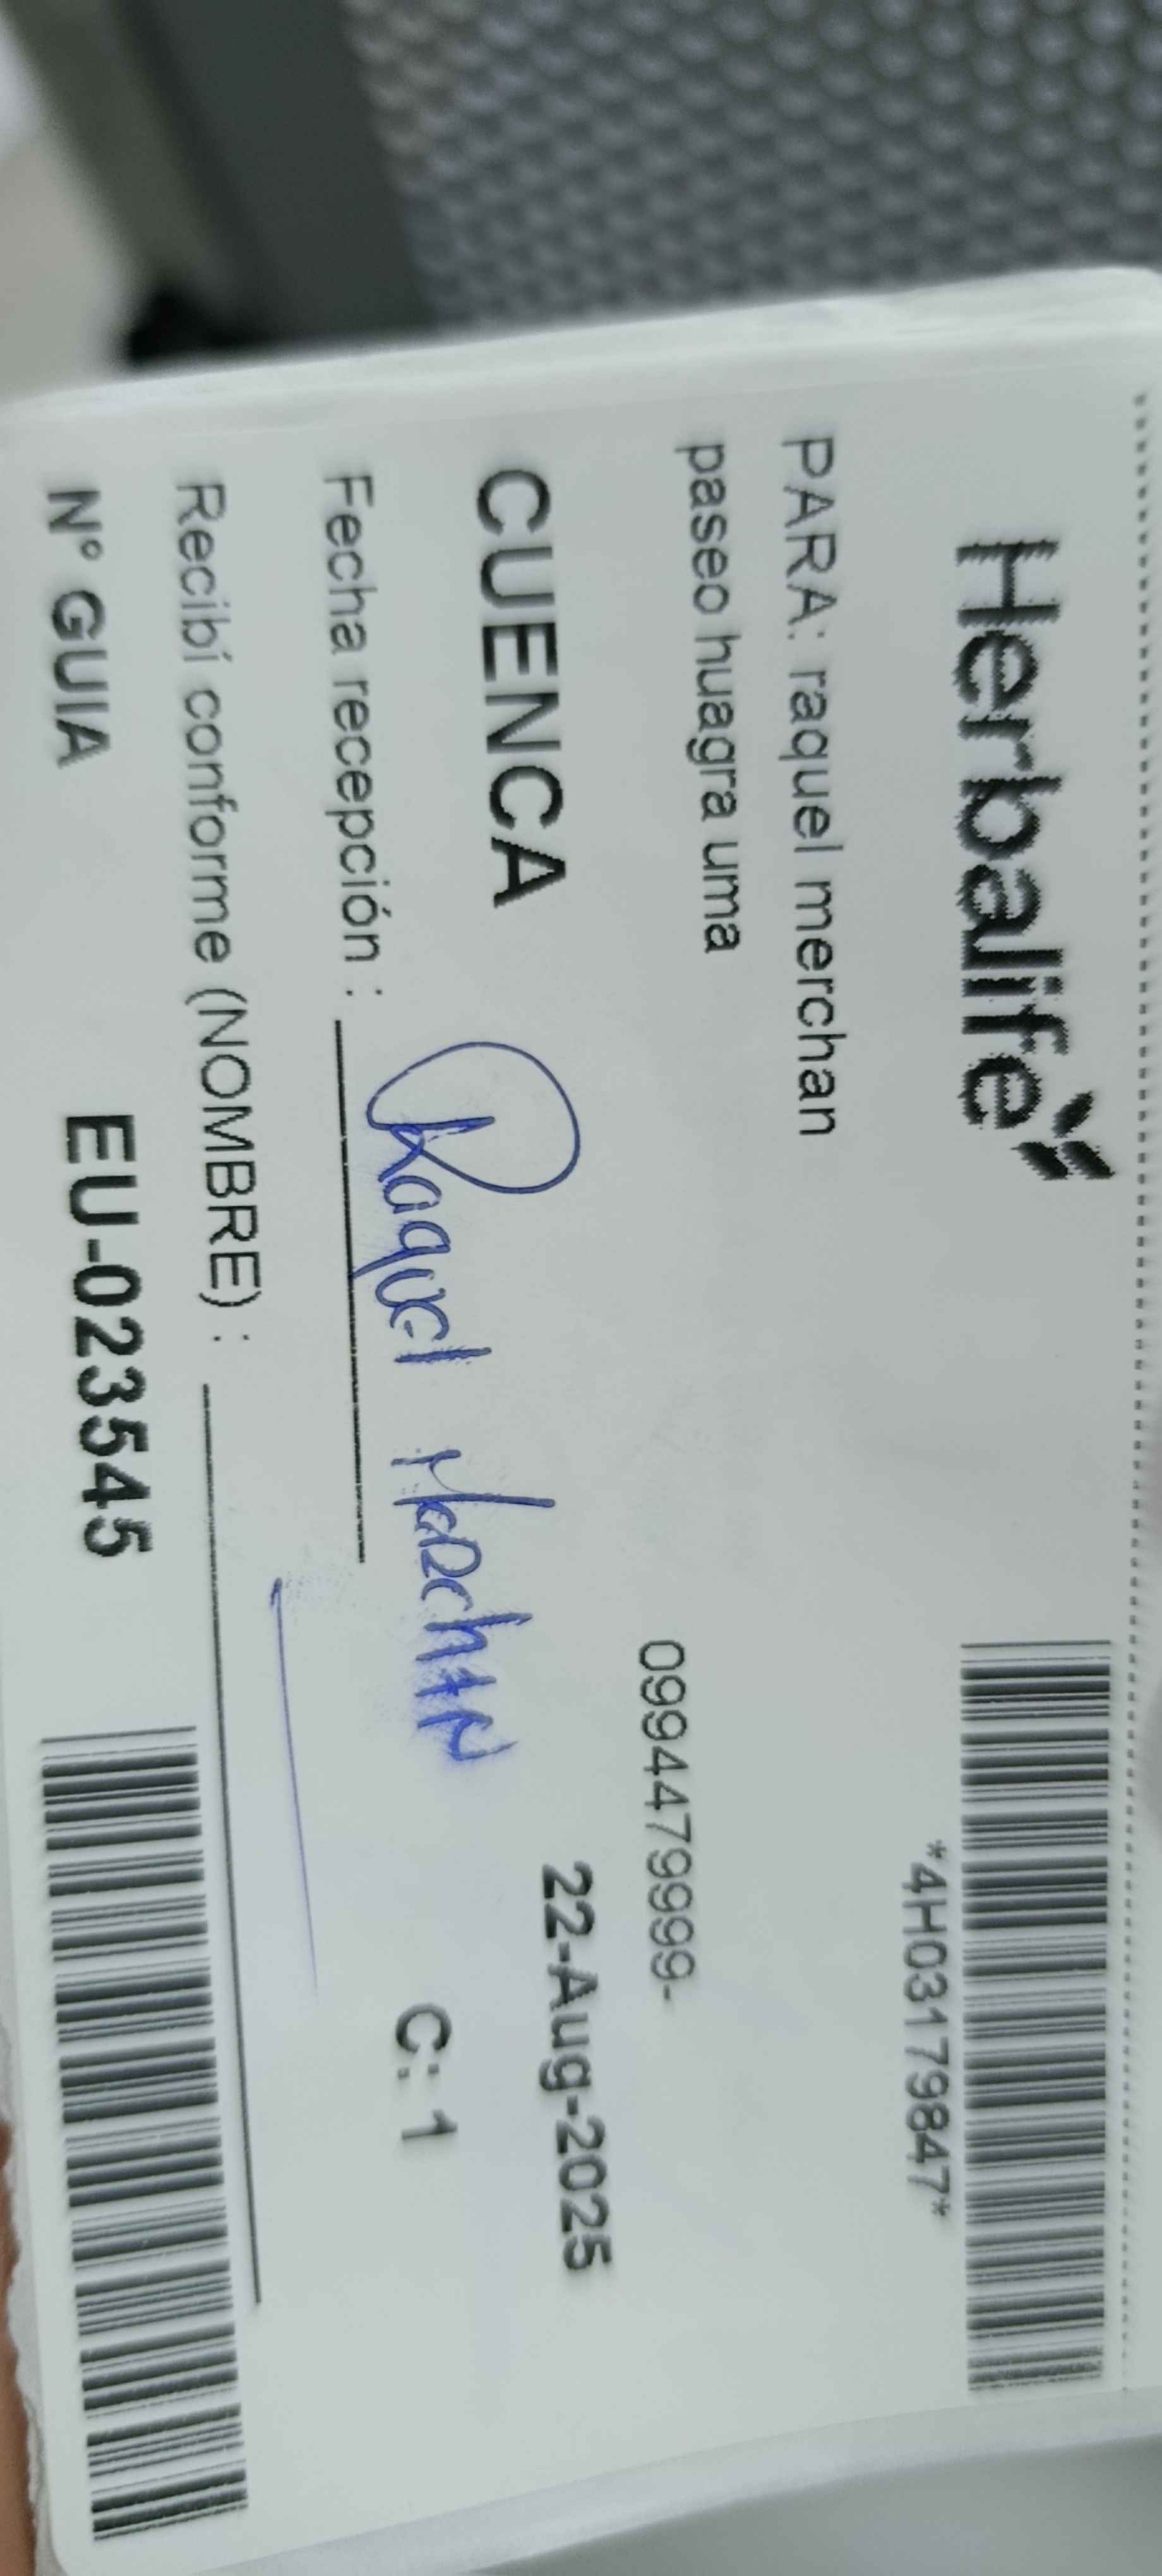 Herbalife
*4H03179847*
PARA: raquel merchan
paseo huagra uma
0994479999-
CUENCA
22-Aug-2025
Raquel Merchan
C: 1
Fecha recepción :
Recibí conforme (NOMBRE) :
N° GUIA EU-023545